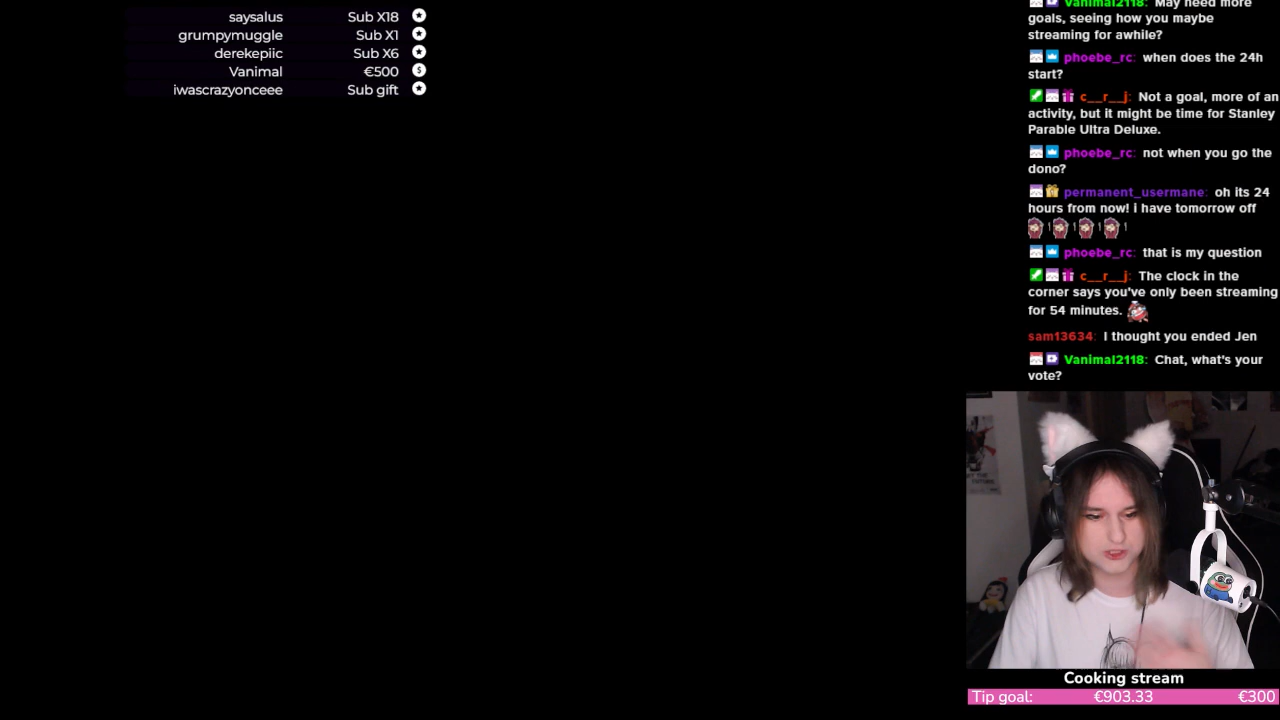 saysalus Sub X18
grumpymuggle Sub X1
derekepiic Sub X6
Vanimal €500
iwascrazyonceee Sub gift
Vanimal2118: May need more
goals, seeing how you maybe
streaming for awhile?
phoebe_rc: when does the 24h
start?
c__r__j: Not a goal, more of an
activity, but it might be time for Stanley
Parable Ultra Deluxe.
phoebe_rc: not when you go the
dono?
permanent_usermane: oh its 24
hours from now! i have tomorrow off
phoebe_rc: that is my question
c__r__j: The clock in the
corner says you've only been streaming
for 54 minutes.
sam13634: I thought you ended Jen
Vanimal2118: Chat, what's your
vote?
Cooking stream
Tip goal: €903.33 €300